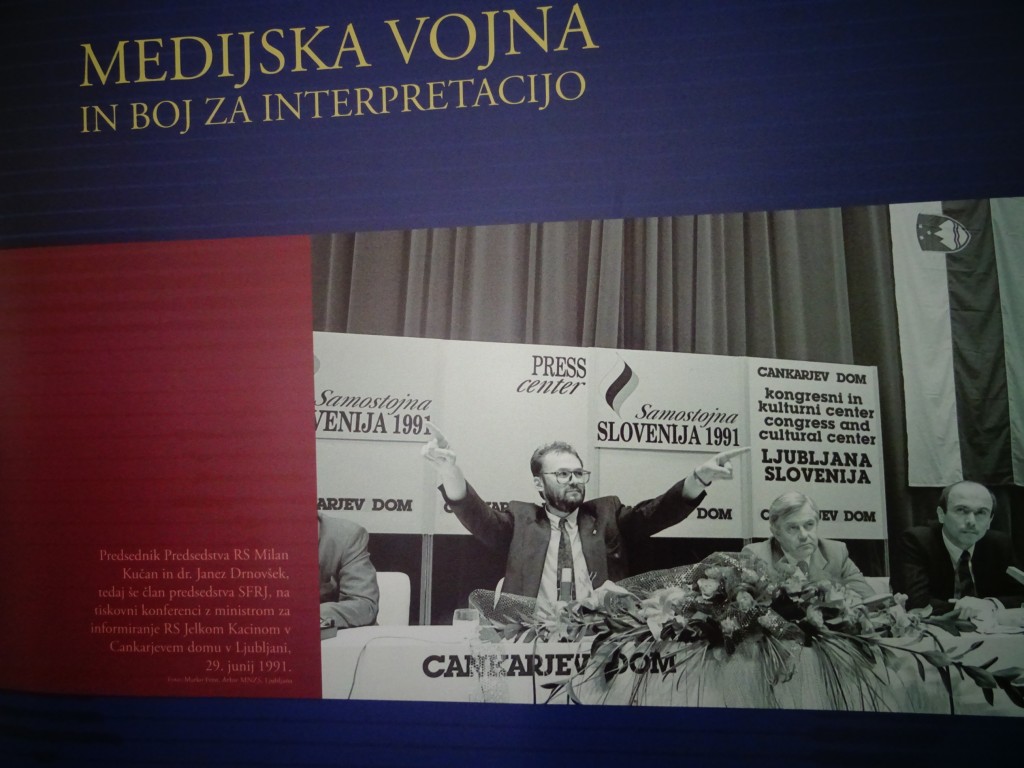 MEDIJSKA VOJNA
IN BOJ ZA INTERPRETACIJO
PRESS
center
Samostojna
VENIJA 1991
Samostojna
SLOVENIJA 1991
CANKARJEV DOM
kongresni in
kulturni center
congress and
cultural center
LJUBLJANA
SLOVENIJA
KARJEV DOM
DOM
JEV DOM
CANKARJEV DOM
Predsednik Predsedstva RS Milan
Kučan in dr. Janez Drnovšek,
tedaj še član predsedstva SFRJ, na
tiskovni konferenci z ministrom za
informiranje RS Jelkom Kacinom v
Cankarjevem domu v Ljubljani,
29. junij 1991.